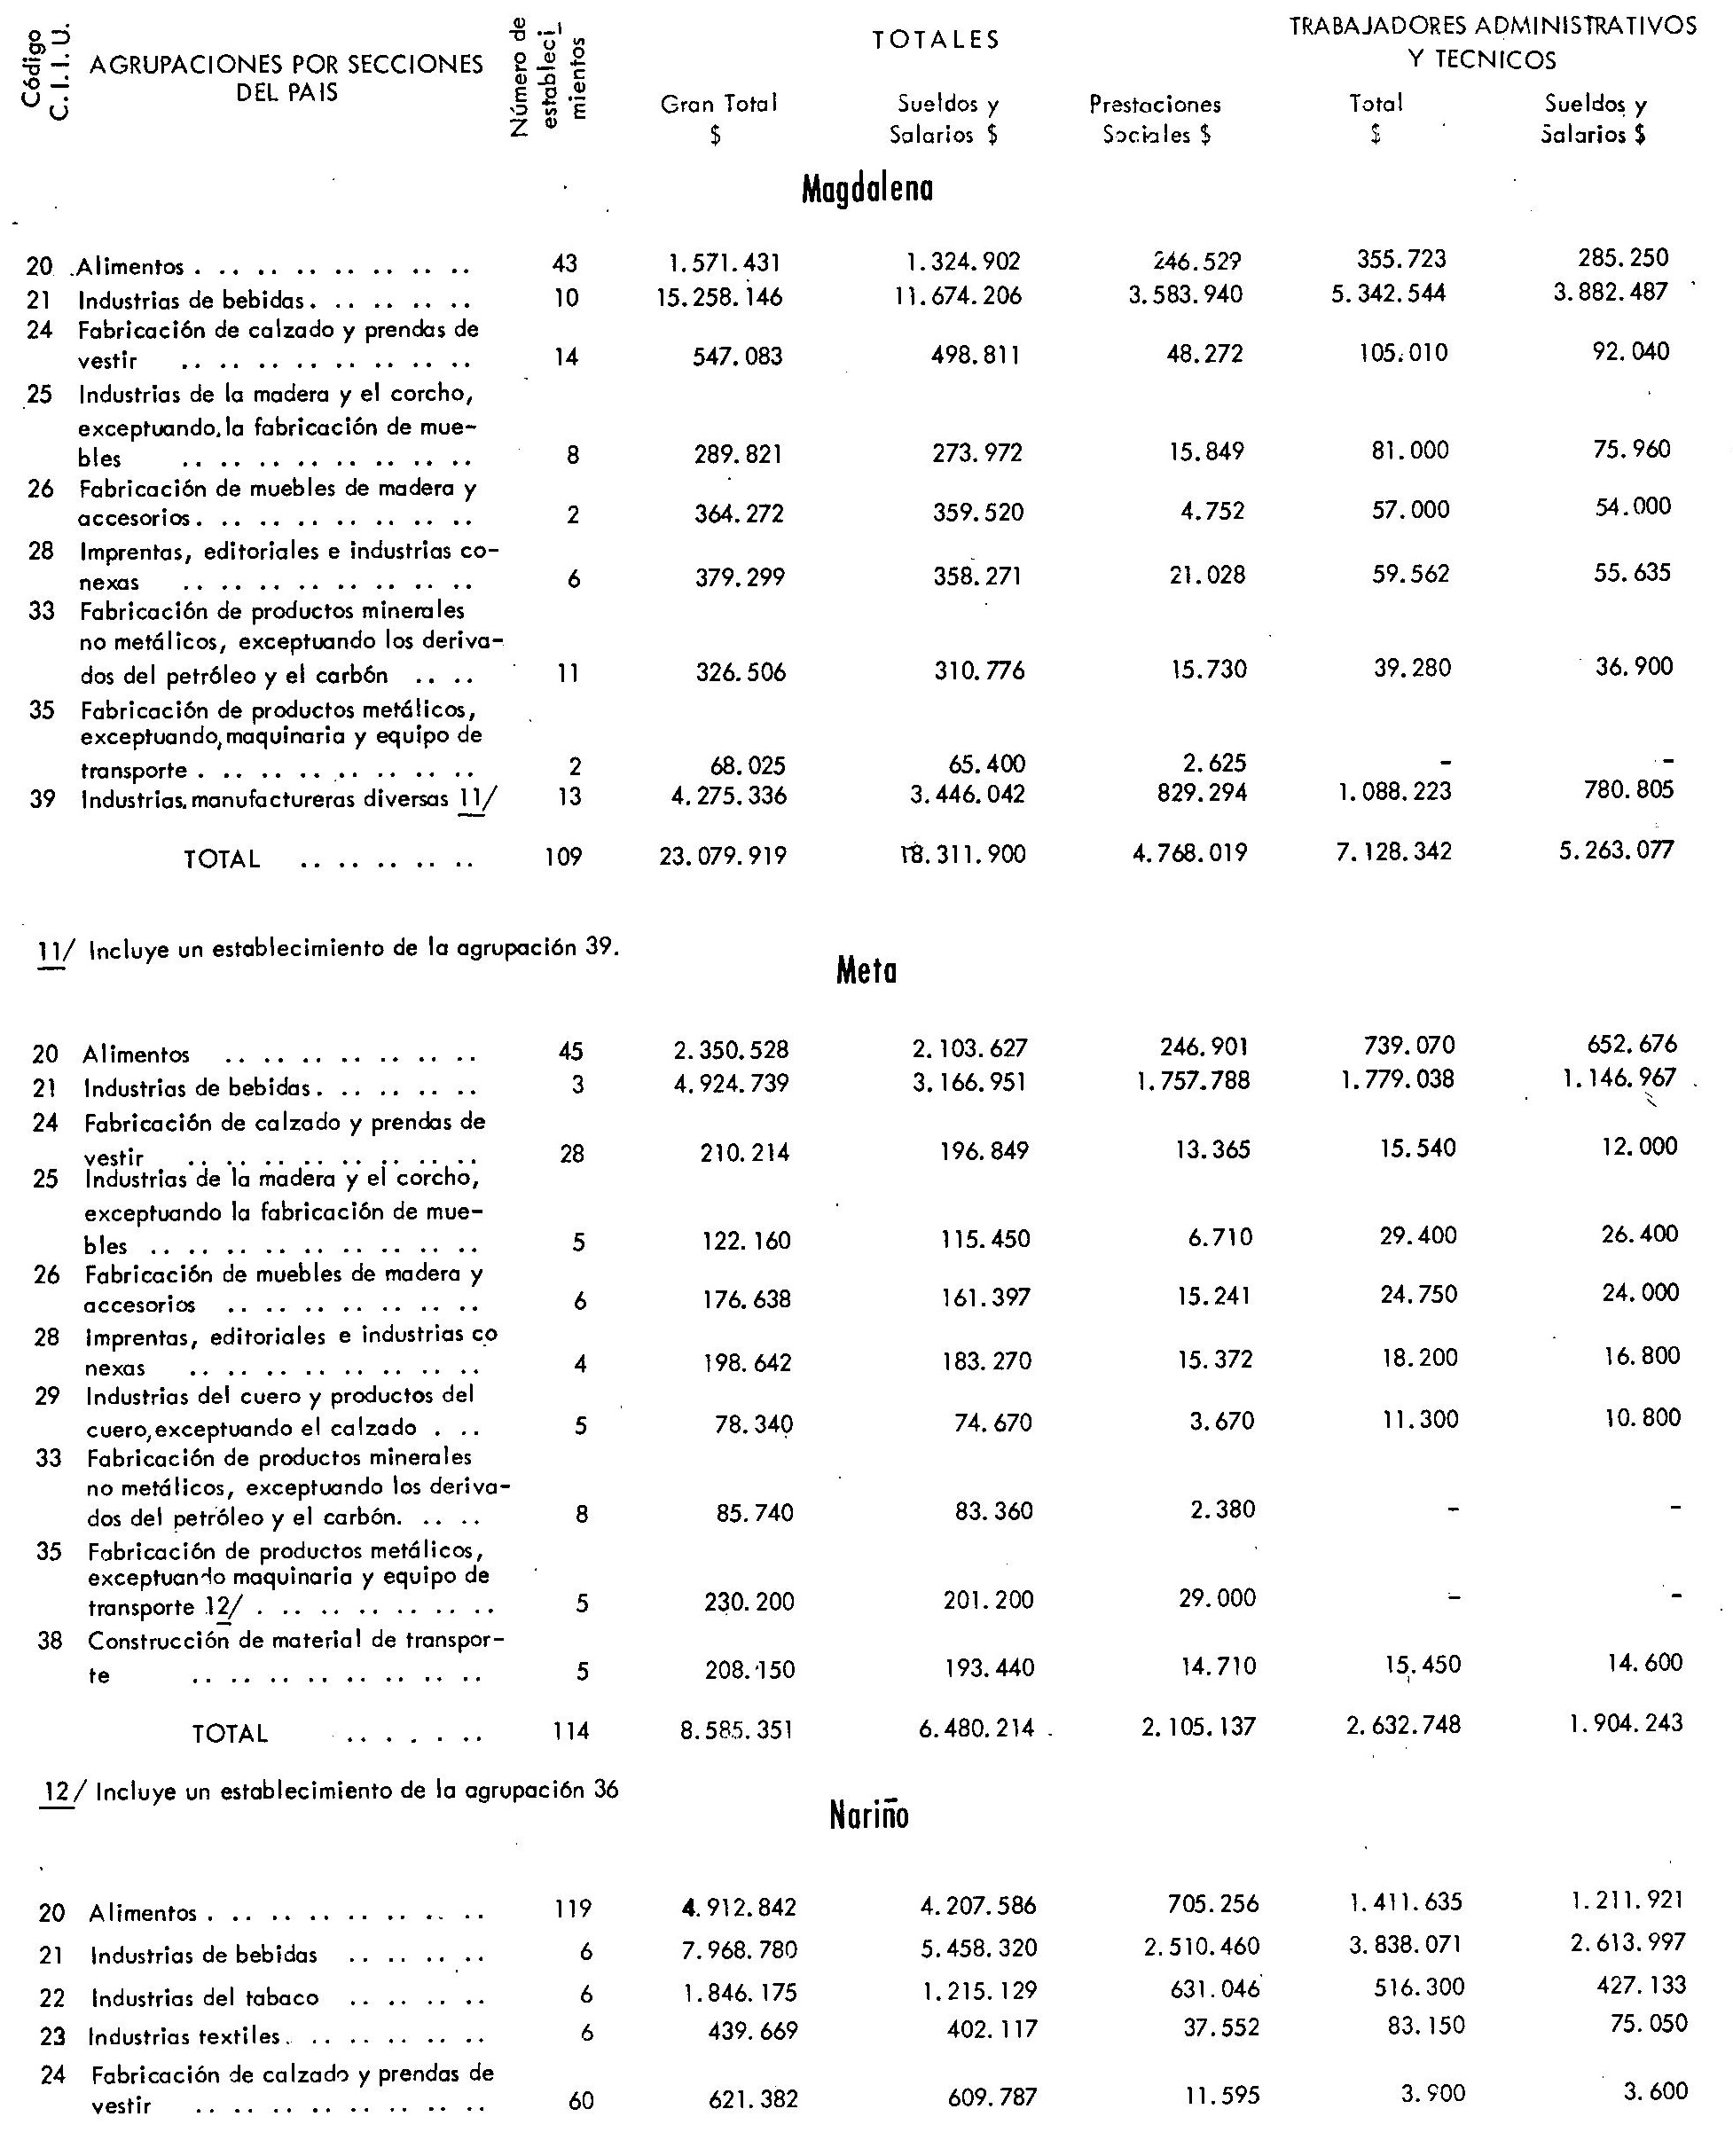 Código C.I.I.U. AGRUPACIONES POR SECCIONES DEL PAIS Número de estableci_mientos TOTALES TRABAJADORES ADMINISTRATIVOS Y TECNICOS
Gran Total $ Sueldos y Salarios $ Prestaciones Sociales $ Total $ Sueldos y Salarios $
Magdalena
20 Alimentos . .. .. .. .. .. .. .. 43 1.571.431 1.324.902 246.529 355.723 285.250
21 Industrias de bebidas. .. .. .. .. 10 15.258.146 11.674.206 3.583.940 5.342.544 3.882.487
24 Fabricación de calzado y prendas de
vestir .. .. .. .. .. .. .. .. 14 547.083 498.811 48.272 105.010 92.040
25 Industrias de la madera y el corcho,
exceptuando la fabricación de mue-
bles .. .. .. .. .. .. .. .. 8 289.821 273.972 15.849 81.000 75.960
26 Fabricación de muebles de madera y
accesorios. .. .. .. .. .. .. .. 2 364.272 359.520 4.752 57.000 54.000
28 Imprentas, editoriales e industrias co-
nexas .. .. .. .. .. .. .. .. 6 379.299 358.271 21.028 59.562 55.635
33 Fabricación de productos minerales
no metálicos, exceptuando los deriva-
dos del petróleo y el carbón .. .. 11 326.506 310.776 15.730 39.280 36.900
35 Fabricación de productos metálicos,
exceptuando, maquinaria y equipo de
transporte . .. .. .. .. .. .. .. 2 68.025 65.400 2.625 - -
39 Industrias manufactureras diversas 11/ 13 4.275.336 3.446.042 829.294 1.088.223 780.805
TOTAL .. .. .. .. .. 109 23.079.919 18.311.900 4.768.019 7.128.342 5.263.077
11/ Incluye un establecimiento de la agrupación 39.
Meta
20 Alimentos .. .. .. .. .. .. .. 45 2.350.528 2.103.627 246.901 739.070 652.676
21 Industrias de bebidas. .. .. .. .. 3 4.924.739 3.166.951 1.757.788 1.779.038 1.146.967
24 Fabricación de calzado y prendas de
vestir .. .. .. .. .. .. .. .. 28 210.214 196.849 13.365 15.540 12.000
25 Industrias de la madera y el corcho,
exceptuando la fabricación de mue-
bles .. .. .. .. .. .. .. .. .. 5 122.160 115.450 6.710 29.400 26.400
26 Fabricación de muebles de madera y
accesorios .. .. .. .. .. .. .. 6 176.638 161.397 15.241 24.750 24.000
28 Imprentas, editoriales e industrias co
nexas .. .. .. .. .. .. .. .. 4 198.642 183.270 15.372 18.200 16.800
29 Industrias del cuero y productos del
cuero, exceptuando el calzado . .. 5 78.340 74.670 3.670 11.300 10.800
33 Fabricación de productos minerales
no metálicos, exceptuando los deriva-
dos del petróleo y el carbón. .. .. 8 85.740 83.360 2.380 - -
35 Fabricación de productos metálicos,
exceptuando maquinaria y equipo de
transporte 12/ . .. .. .. .. .. .. 5 230.200 201.200 29.000 - -
38 Construcción de material de transpor-
te .. .. .. .. .. .. .. .. 5 208.150 193.440 14.710 15.450 14.600
TOTAL .. . . .. .. 114 8.585.351 6.480.214 2.105.137 2.632.748 1.904.243
12/ Incluye un establecimiento de la agrupación 36
Nariño
20 Alimentos . .. .. .. .. .. .. .. 119 4.912.842 4.207.586 705.256 1.411.635 1.211.921
21 Industrias de bebidas .. .. .. .. 6 7.968.780 5.458.320 2.510.460 3.838.071 2.613.997
22 Industrias del tabaco .. .. .. .. 6 1.846.175 1.215.129 631.046 516.300 427.133
23 Industrias textiles. .. .. .. .. .. 6 439.669 402.117 37.552 83.150 75.050
24 Fabricación de calzado y prendas de
vestir .. .. .. .. .. .. .. .. 60 621.382 609.787 11.595 3.900 3.600